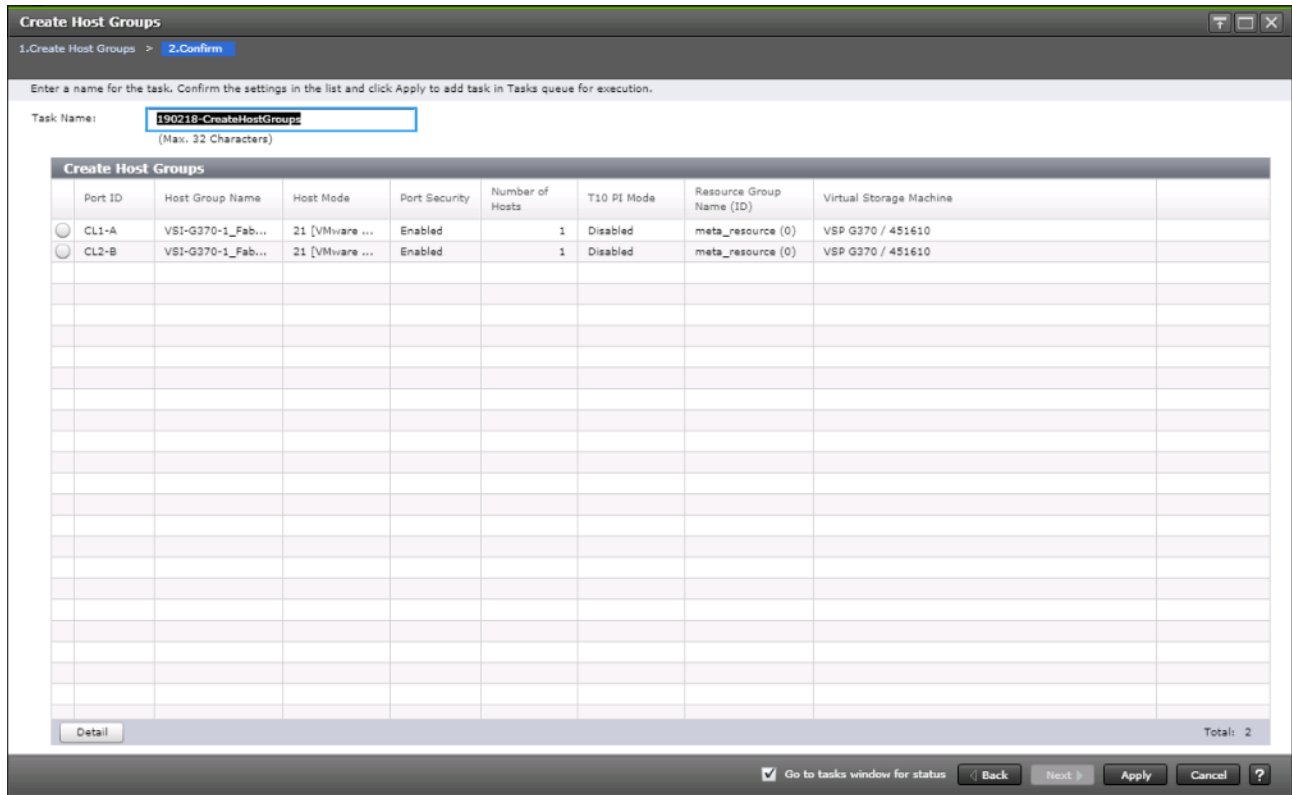 Create Host Groups
1.Create Host Groups > 2.Confirm
Enter a name for the task. Confirm the settings in the list and click Apply to add task in Tasks queue for execution.
Task Name: 190218-CreateHostGroups
(Max. 32 Characters)
Create Host Groups
Port ID Host Group Name Host Mode Port Security Number of Hosts T10 PI Mode Resource Group Name (ID) Virtual Storage Machine
CL1-A VSI-G370-1_Fab... 21 [VMware ... Enabled 1 Disabled meta_resource (0) VSP G370 / 451610
CL2-B VSI-G370-1_Fab... 21 [VMware ... Enabled 1 Disabled meta_resource (0) VSP G370 / 451610
Detail Total: 2
Go to tasks window for status Back Next Apply Cancel ?